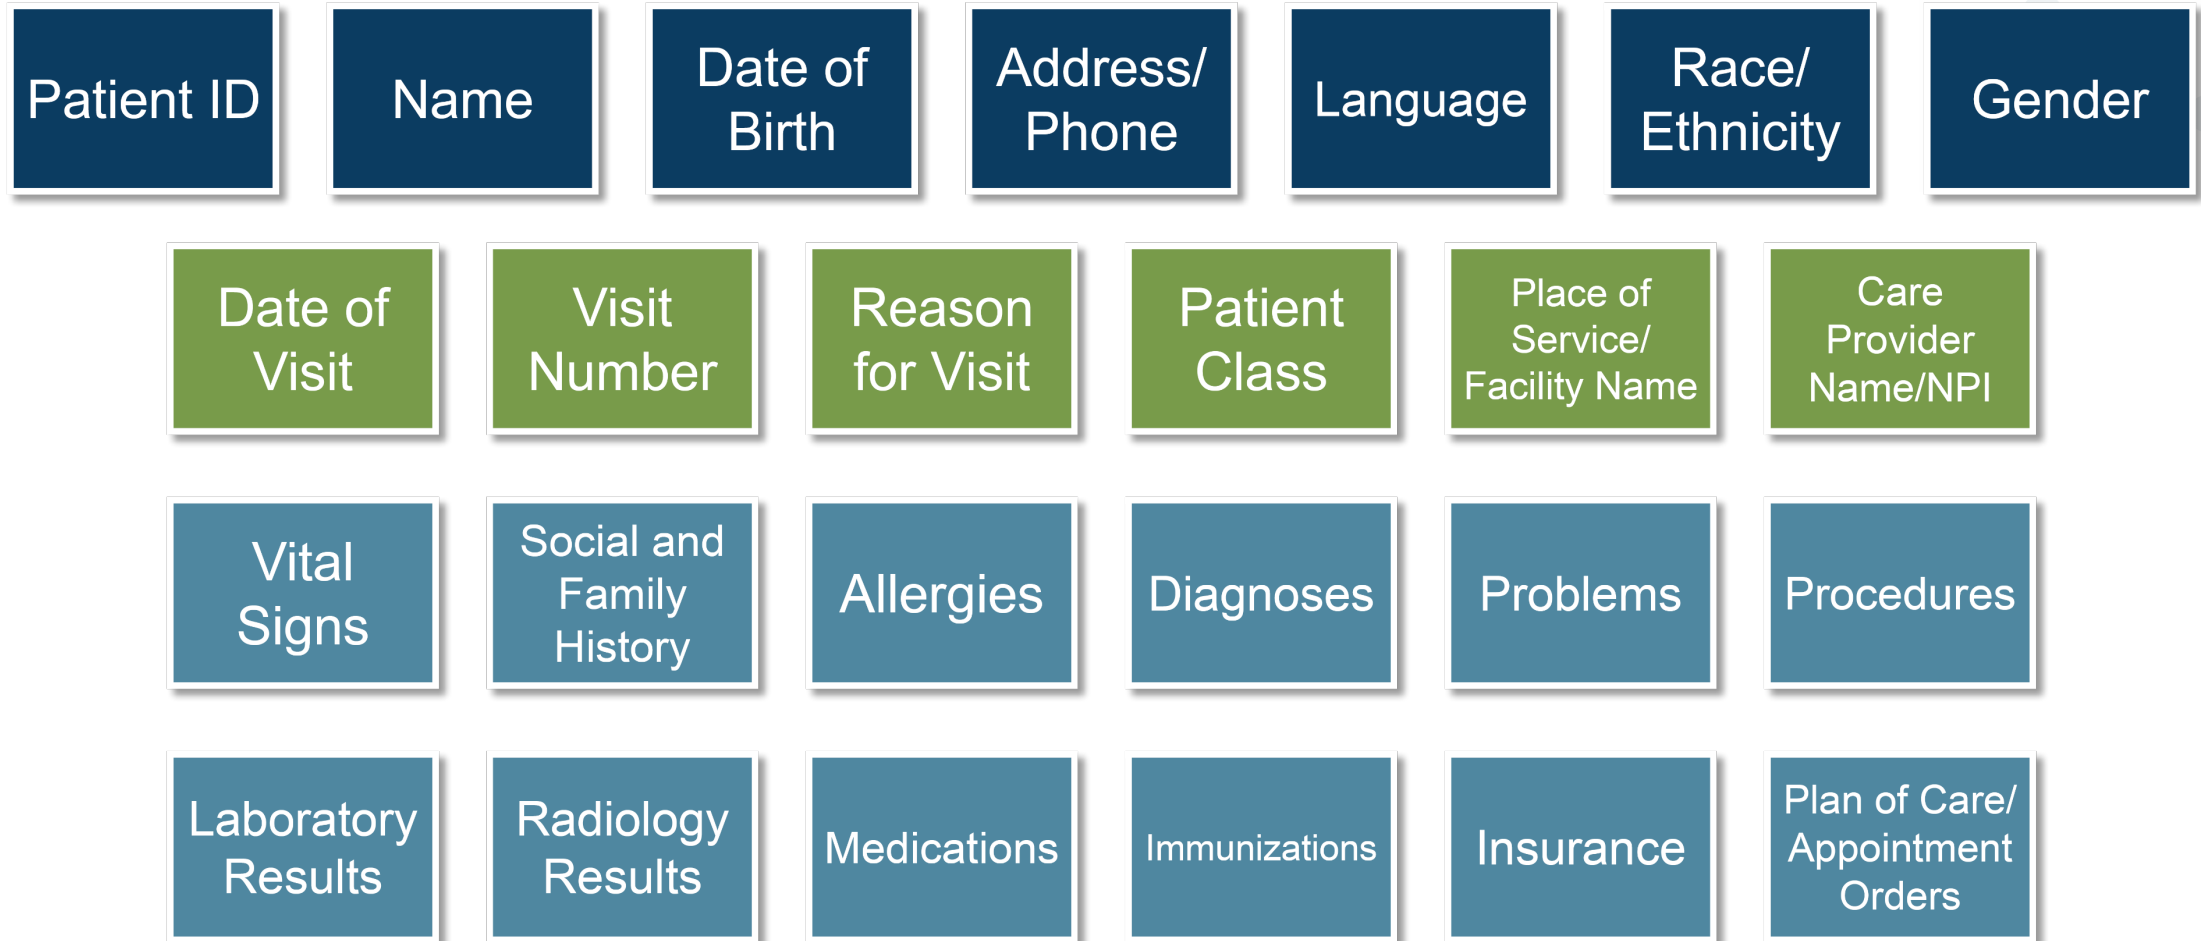 Patient ID
Name
Date of
Birth
Address/
Phone
Language
Race/
Ethnicity
Gender
Date of
Visit
Visit
Number
Reason
for Visit
Patient
Class
Place of
Service/
Facility Name
Care
Provider
Name/NPI
Vital
Signs
Social and
Family
History
Allergies
Diagnoses
Problems
Procedures
Laboratory
Results
Radiology
Results
Medications
Immunizations
Insurance
Plan of Care/
Appointment
Orders